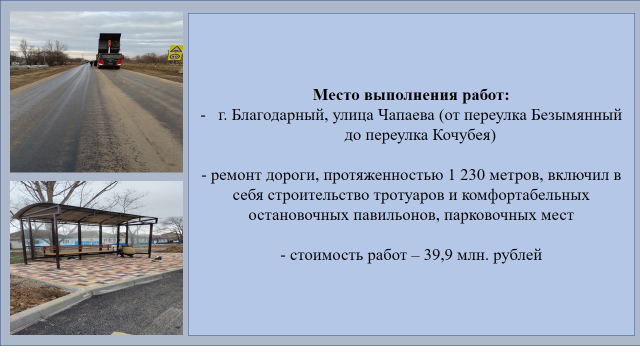 Место выполнения работ:
- г. Благодарный, улица Чапаева (от переулка Безымянный
до переулка Кочубея)
- ремонт дороги, протяженностью 1 230 метров, включил в
себя строительство тротуаров и комфортабельных
остановочных павильонов, парковочных мест
- стоимость работ – 39,9 млн. рублей